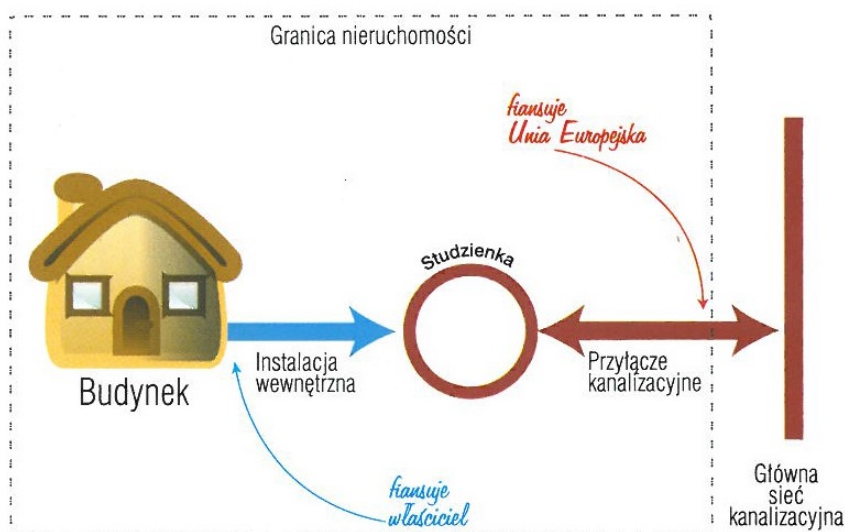 Granica nieruchomości
fiansuje
Unia Europejska
Studzienka
Instalacja
wewnętrzna
Przyłącze
kanalizacyjne
Budynek
fiansuje
właściciel
Główna
sieć
kanalizacyjna